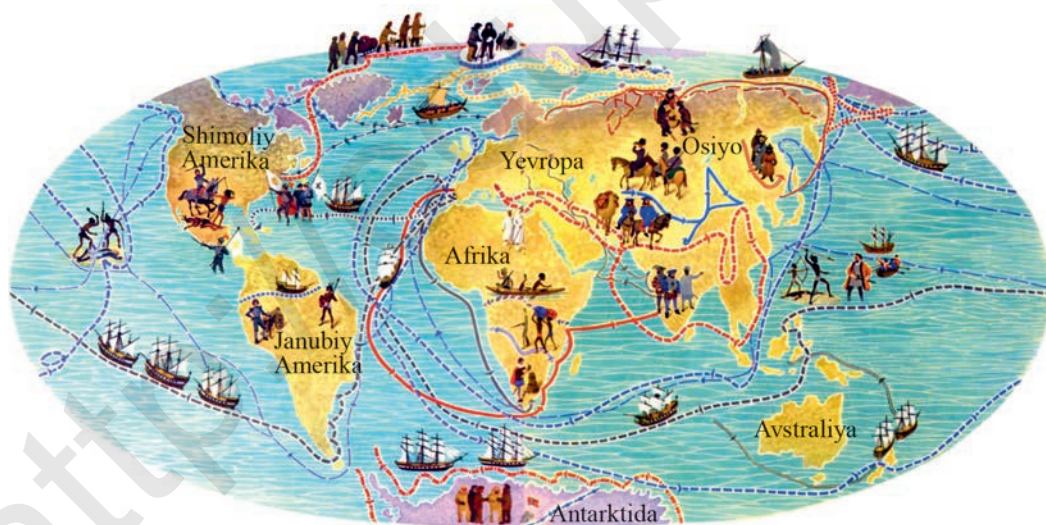 Shimoliy
Amerika
Yevropa
Osiyo
Afrika
Janubiy
Amerika
Avstraliya
Antarktida